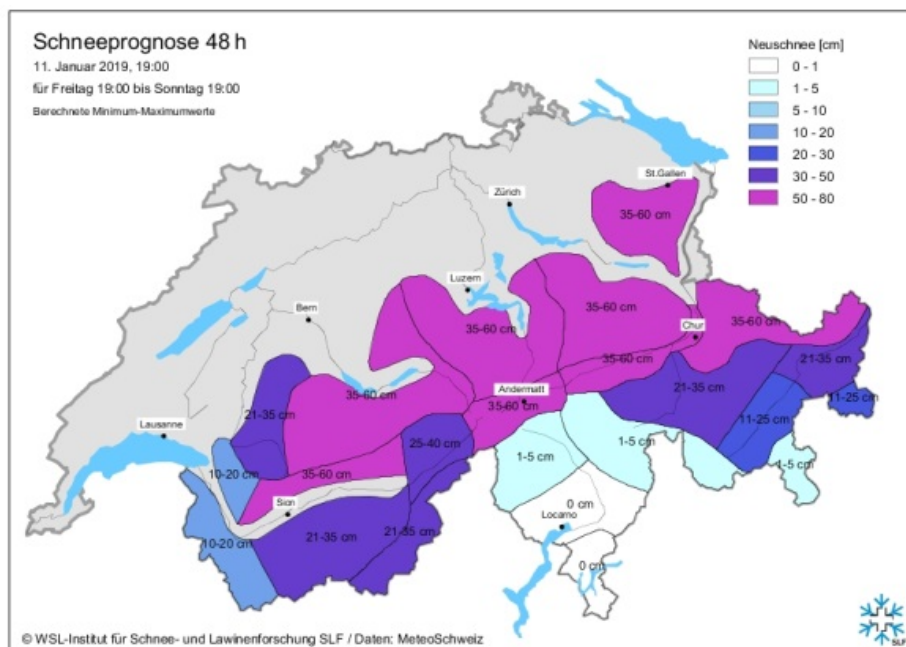 Schneeprognose 48 h
11. Januar 2019, 19:00
für Freitag 19:00 bis Sonntag 19:00
Berechnete Minimum-Maximumwerte
Neuschnee [cm]
0 - 1
1 - 5
5 - 10
10 - 20
20 - 30
30 - 50
50 - 80
St.Gallen
Zürich
35-60 cm
Luzern
Bern
35-60 cm
35-60 cm
35-60 cm
Chur
35-60 cm
35-60 cm
21-35 cm
Andermatt
21-35 cm
11-25 cm
35-60 cm
21-35 cm
Lausanne
11-25 cm
25-40 cm
1-5 cm
1-5 cm
1-5 cm
10-20 cm
35-60 cm
Sion
0 cm
Locarno
21-35 cm
21-35 cm
10-20 cm
0 cm
© WSL-Institut für Schnee- und Lawinenforschung SLF / Daten: MeteoSchweiz
SLF